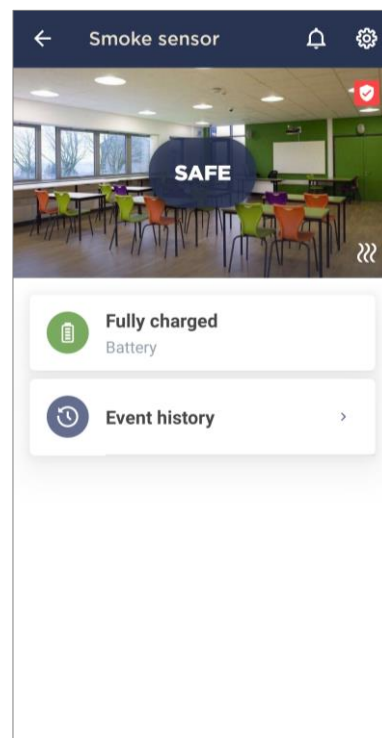 Smoke sensor
SAFE
Fully charged
Battery
Event history